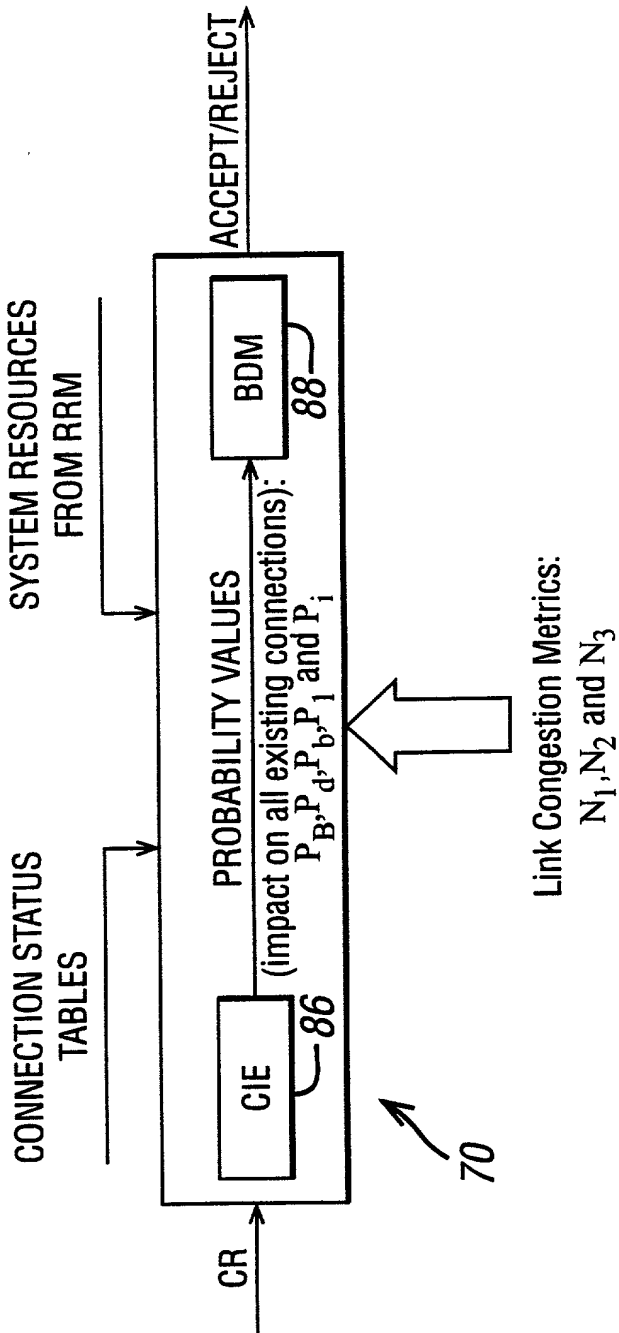 CONNECTION STATUS
TABLES
SYSTEM RESOURCES
FROM RRM
CR
CIE
86
PROBABILITY VALUES
(impact on all existing connections):
P_B,P_d,P_b,P_1 and P_i
BDM
88
ACCEPT/REJECT
70
Link Congestion Metrics:
N_1,N_2 and N_3